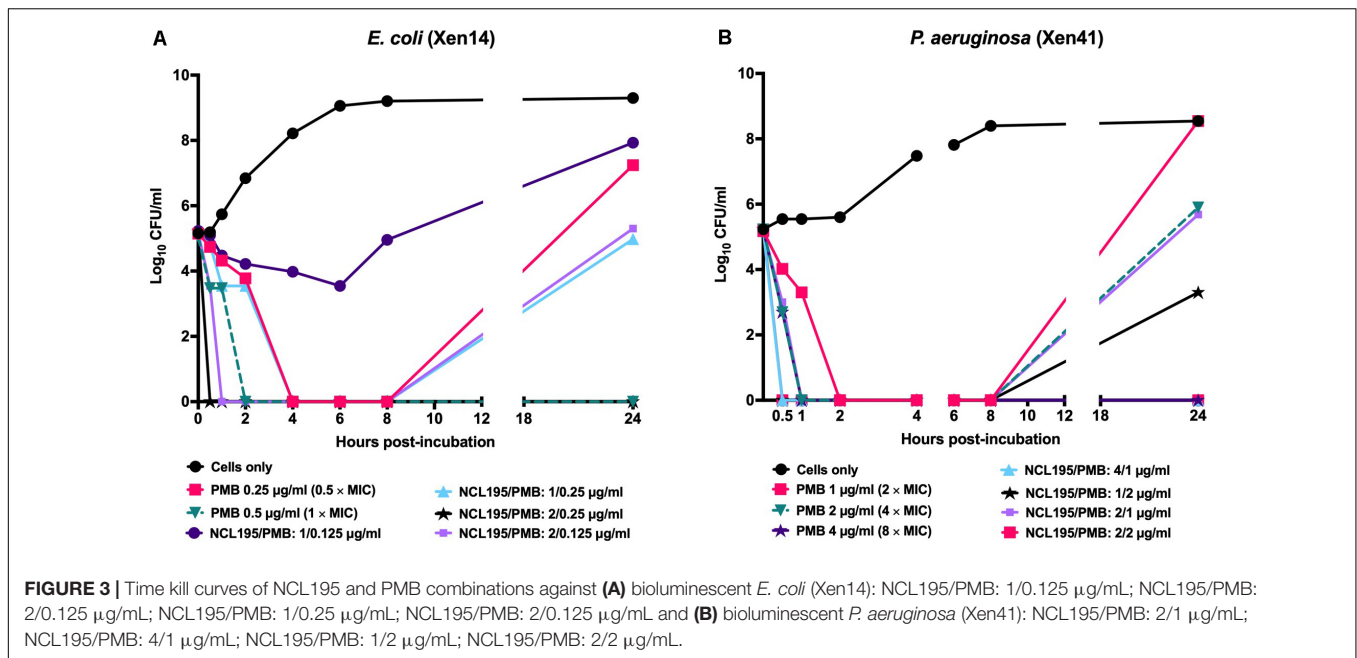 A
E. coli (Xen14)
10
8
6
4
2
0
Log10 CFU/ml
0 2 4 6 8 10 12 18 24
Hours post-incubation
Cells only
PMB 0.25 μg/ml (0.5 × MIC)
PMB 0.5 μg/ml (1 × MIC)
NCL195/PMB: 1/0.125 μg/ml
NCL195/PMB: 1/0.25 μg/ml
NCL195/PMB: 2/0.25 μg/ml
NCL195/PMB: 2/0.125 μg/ml
B
P. aeruginosa (Xen41)
10
8
6
4
2
0
Log10 CFU/ml
0.5 1 2 4 6 8 10 12 18 24
Hours post-incubation
Cells only
PMB 1 μg/ml (2 × MIC)
PMB 2 μg/ml (4 × MIC)
PMB 4 μg/ml (8 × MIC)
NCL195/PMB: 4/1 μg/ml
NCL195/PMB: 1/2 μg/ml
NCL195/PMB: 2/1 μg/ml
NCL195/PMB: 2/2 μg/ml
FIGURE 3 | Time kill curves of NCL195 and PMB combinations against (A) bioluminescent E. coli (Xen14): NCL195/PMB: 1/0.125 μg/mL; NCL195/PMB:
2/0.125 μg/mL; NCL195/PMB: 1/0.25 μg/mL; NCL195/PMB: 2/0.125 μg/mL and (B) bioluminescent P. aeruginosa (Xen41): NCL195/PMB: 2/1 μg/mL;
NCL195/PMB: 4/1 μg/mL; NCL195/PMB: 1/2 μg/mL; NCL195/PMB: 2/2 μg/mL.